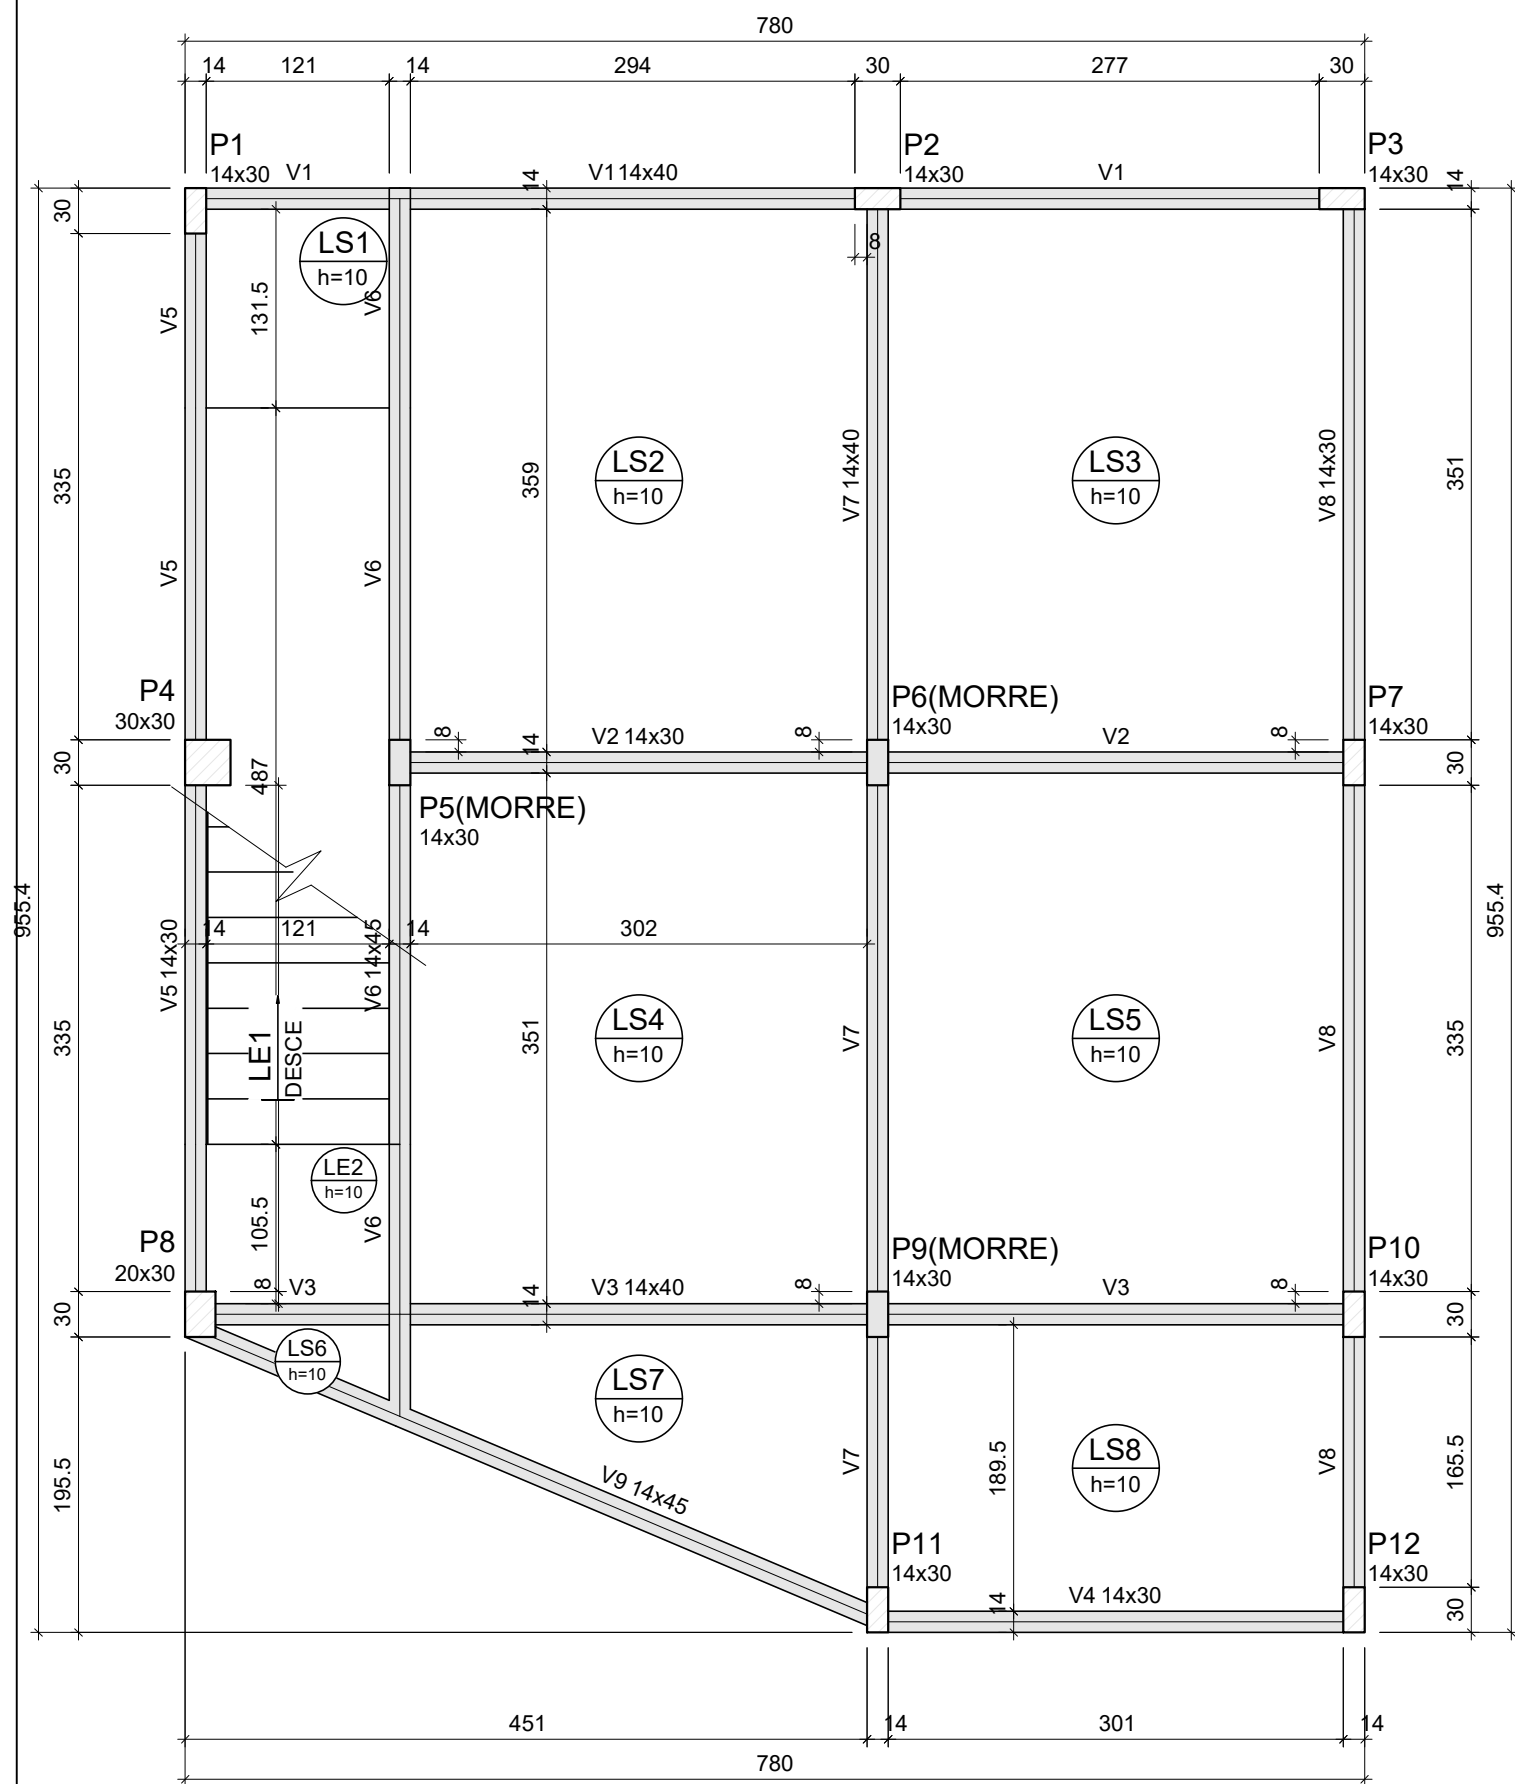 780
14 121 14 294 30 277 30
P1 P2 P3
14x30 V1 V1 14x40 14x30 V1 14x30
14 14
30
LS1
h=10
8
V5 131.5 V6
335 V5 V6
359
LS2
h=10
V7 14x40
LS3
h=10
V8 14x30
351
P4
30x30
30
487
8 14 V2 14x30 8
P6(MORRE)
14x30
V2 8
P7
14x30
30
P5(MORRE)
14x30
955.4
V5 14x30
14 121 14 302
V6 14x45
955.4
335
LE1
DESCE
351
LS4
h=10
V7
LS5
h=10
V8
335
LE2
h=10
105.5
V6
P8
20x30
30
8 V3
14 V3 14x40 8
P9(MORRE)
14x30
V3 8
P10
14x30
30
LS6
h=10
LS7
h=10
195.5
V9 14x45
V7
189.5
LS8
h=10
V8
165.5
P11
14x30
14 V4 14x30
P12
14x30
30
451 14 301 14
780